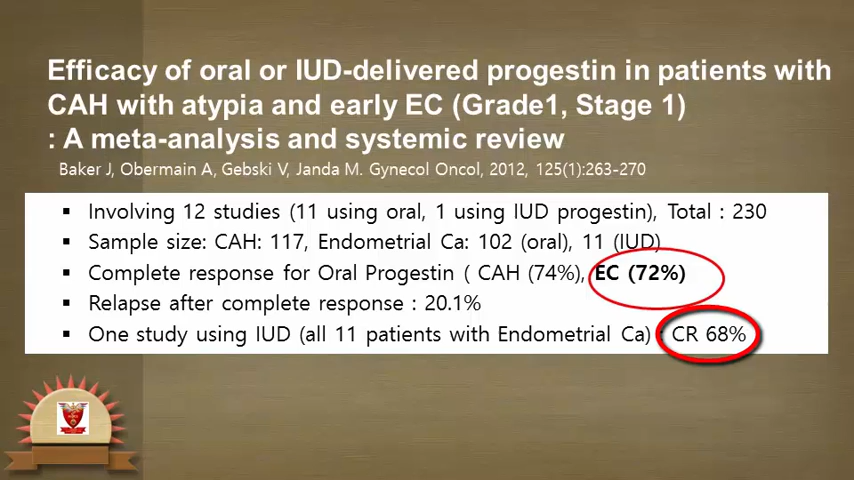 Efficacy of oral or IUD-delivered progestin in patients with
CAH with atypia and early EC (Grade1, Stage 1)
: A meta-analysis and systemic review
Baker J, Obermain A, Gebski V, Janda M. Gynecol Oncol, 2012, 125(1):263-270
▪ Involving 12 studies (11 using oral, 1 using IUD progestin), Total : 230
▪ Sample size: CAH: 117, Endometrial Ca: 102 (oral), 11 (IUD)
▪ Complete response for Oral Progestin ( CAH (74%), EC (72%)
▪ Relapse after complete response : 20.1%
▪ One study using IUD (all 11 patients with Endometrial Ca) : CR 68%